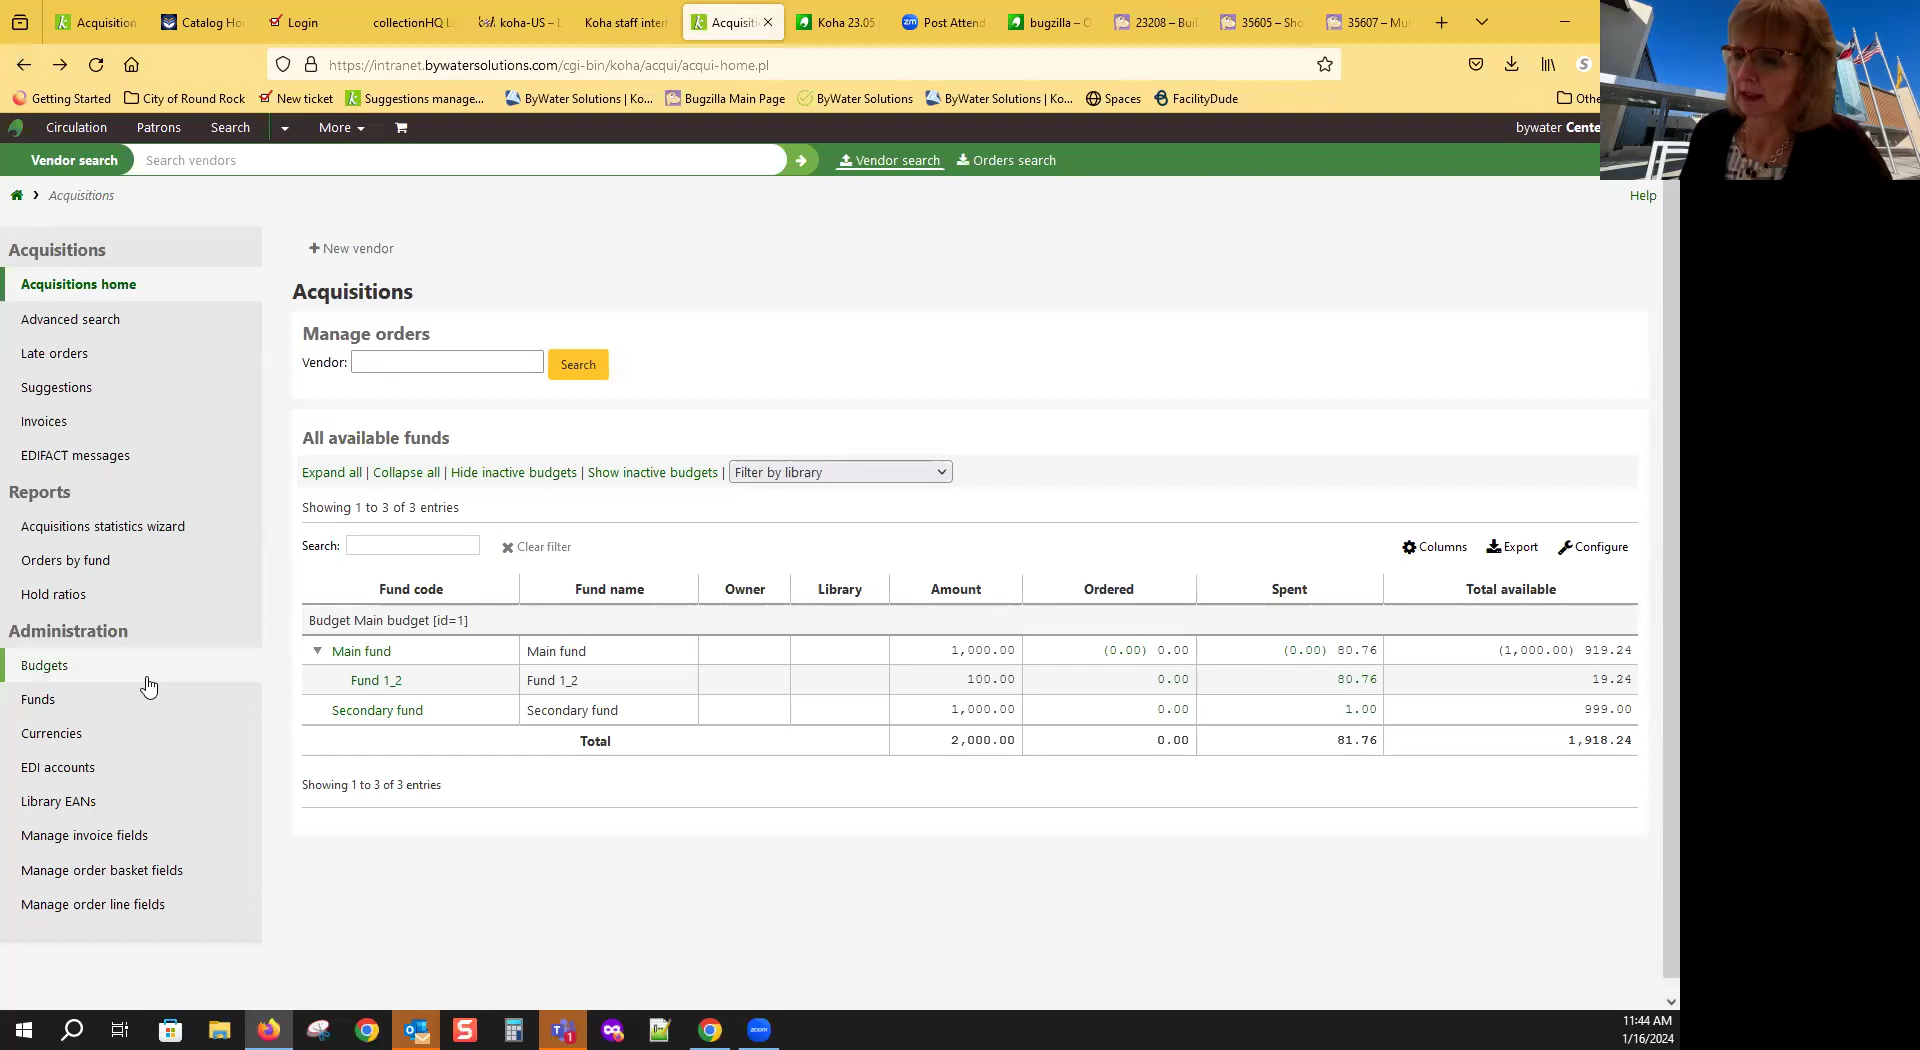 Acquisition
Catalog Ho
Login
collectionHQ L
koha-US – L
Koha staff inter
Acquisiti
Koha 23.05
Post Attend
bugzilla – O
23208 – Buil
35605 – Sho
35607 – Mul
https://intranet.bywatersolutions.com/cgi-bin/koha/acqui/acqui-home.pl
Getting Started
City of Round Rock
New ticket
Suggestions manage...
ByWater Solutions | Ko...
Bugzilla Main Page
ByWater Solutions
ByWater Solutions | Ko...
Spaces
FacilityDude
Othe
Circulation
Patrons
Search
More
bywater Cente
Vendor search
Search vendors
Vendor search
Orders search
Acquisitions
Help
Acquisitions
Acquisitions home
Advanced search
Late orders
Suggestions
Invoices
EDIFACT messages
Reports
Acquisitions statistics wizard
Orders by fund
Hold ratios
Administration
Budgets
Funds
Currencies
EDI accounts
Library EANs
Manage invoice fields
Manage order basket fields
Manage order line fields
+ New vendor
Acquisitions
Manage orders
Vendor: Search
All available funds
Expand all | Collapse all | Hide inactive budgets | Show inactive budgets | Filter by library
Showing 1 to 3 of 3 entries
Search: Clear filter
Columns Export Configure
Fund code Fund name Owner Library Amount Ordered Spent Total available
Budget Main budget [id=1]
Main fund Main fund 1,000.00 (0.00) 0.00 (0.00) 80.76 (1,000.00) 919.24
Fund 1_2 Fund 1_2 100.00 0.00 80.76 19.24
Secondary fund Secondary fund 1,000.00 0.00 1.00 999.00
Total 2,000.00 0.00 81.76 1,918.24
Showing 1 to 3 of 3 entries
zoom
11:44 AM
1/16/2024